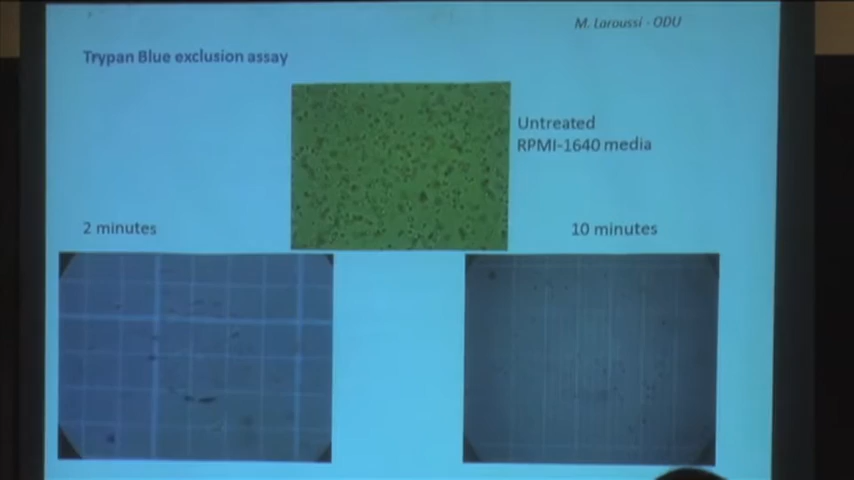 M. Laroussi - ODU
Trypan Blue exclusion assay
Untreated
RPMI-1640 media
2 minutes
10 minutes